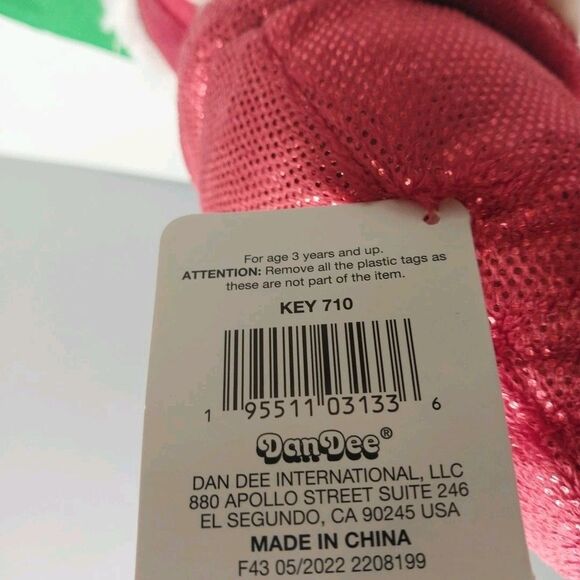 For age 3 years and up.
ATTENTION: Remove all the plastic tags as
these are not part of the item.
KEY 710
1 95511 03133 6
DanDee®
DAN DEE INTERNATIONAL, LLC
880 APOLLO STREET SUITE 246
EL SEGUNDO, CA 90245 USA
MADE IN CHINA
F43 05/2022 2208199